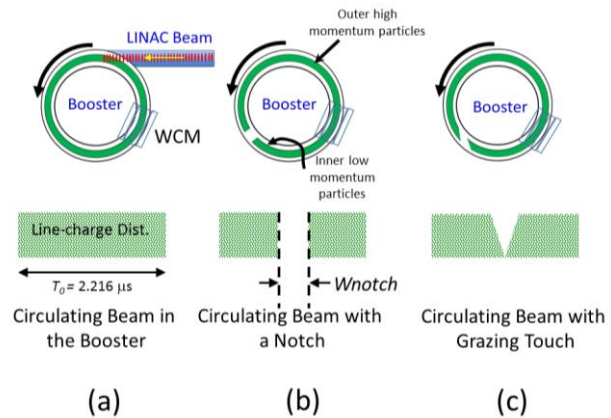 LINAC Beam
Booster
WCM
Line-charge Dist.
T₀ = 2.216 μs
Circulating Beam in
the Booster
(a)
Outer high
momentum particles
Booster
Inner low
momentum
particles
Wnotch
Circulating Beam with
a Notch
(b)
Booster
Circulating Beam with
Grazing Touch
(c)